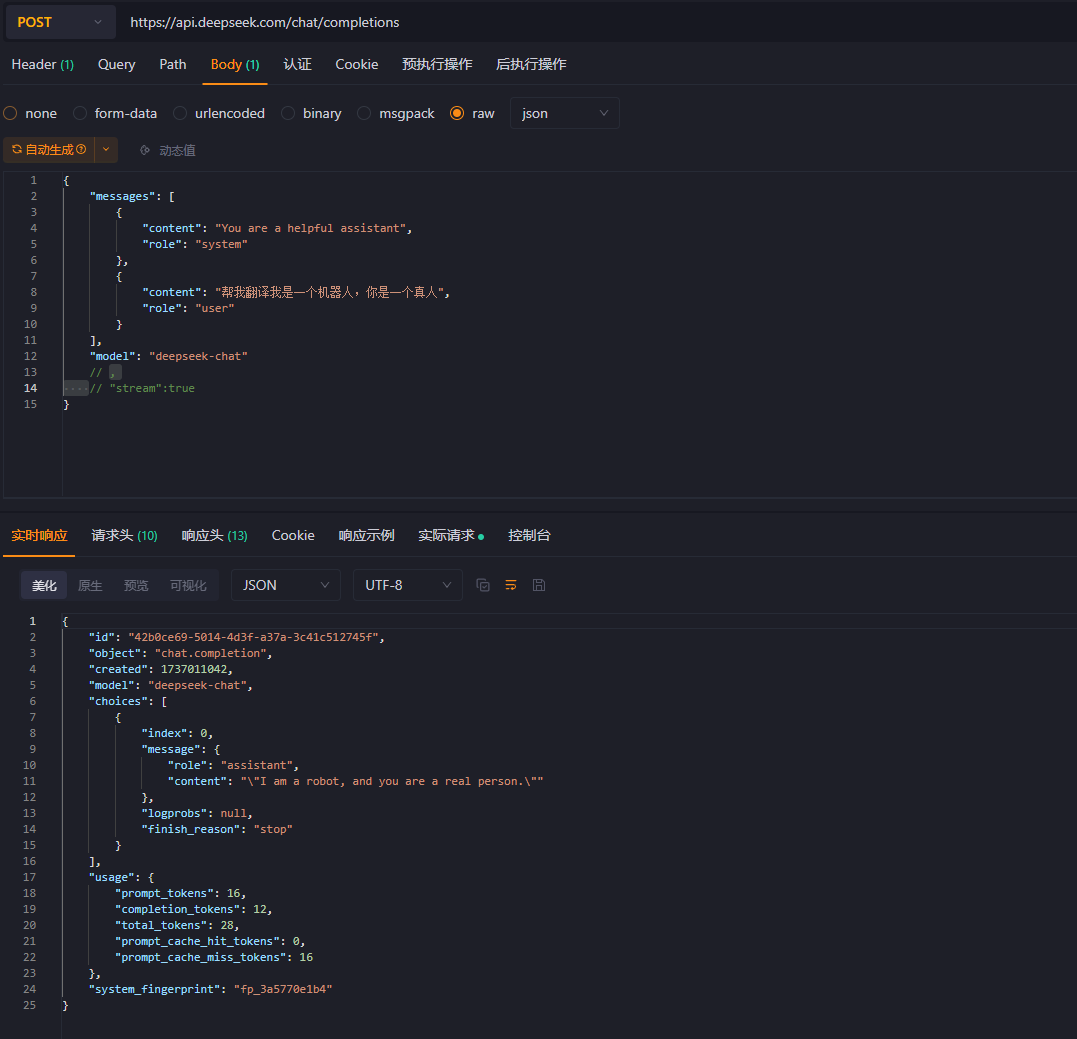 POST https://api.deepseek.com/chat/completions
Header (1) Query Path Body (1) 认证 Cookie 预执行操作 后执行操作
none form-data urlencoded binary msgpack raw json
自动生成 动态值
1 {
2 "messages": [
3 {
4 "content": "You are a helpful assistant",
5 "role": "system"
6 },
7 {
8 "content": "帮我翻译我是一个机器人，你是一个真人",
9 "role": "user"
10 }
11 ],
12 "model": "deepseek-chat"
13 // ,
14 ····// "stream":true
15 }
实时响应 请求头 (10) 响应头 (13) Cookie 响应示例 实际请求 控制台
美化 原生 预览 可视化 JSON UTF-8
1 {
2 "id": "42b0ce69-5014-4d3f-a37a-3c41c512745f",
3 "object": "chat.completion",
4 "created": 1737011042,
5 "model": "deepseek-chat",
6 "choices": [
7 {
8 "index": 0,
9 "message": {
10 "role": "assistant",
11 "content": "\"I am a robot, and you are a real person.\""
12 },
13 "logprobs": null,
14 "finish_reason": "stop"
15 }
16 ],
17 "usage": {
18 "prompt_tokens": 16,
19 "completion_tokens": 12,
20 "total_tokens": 28,
21 "prompt_cache_hit_tokens": 0,
22 "prompt_cache_miss_tokens": 16
23 },
24 "system_fingerprint": "fp_3a5770e1b4"
25 }